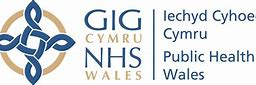 GIG
CYMRU
NHS
WALES
Iechyd Cyhoeddus
Cymru
Public Health
Wales